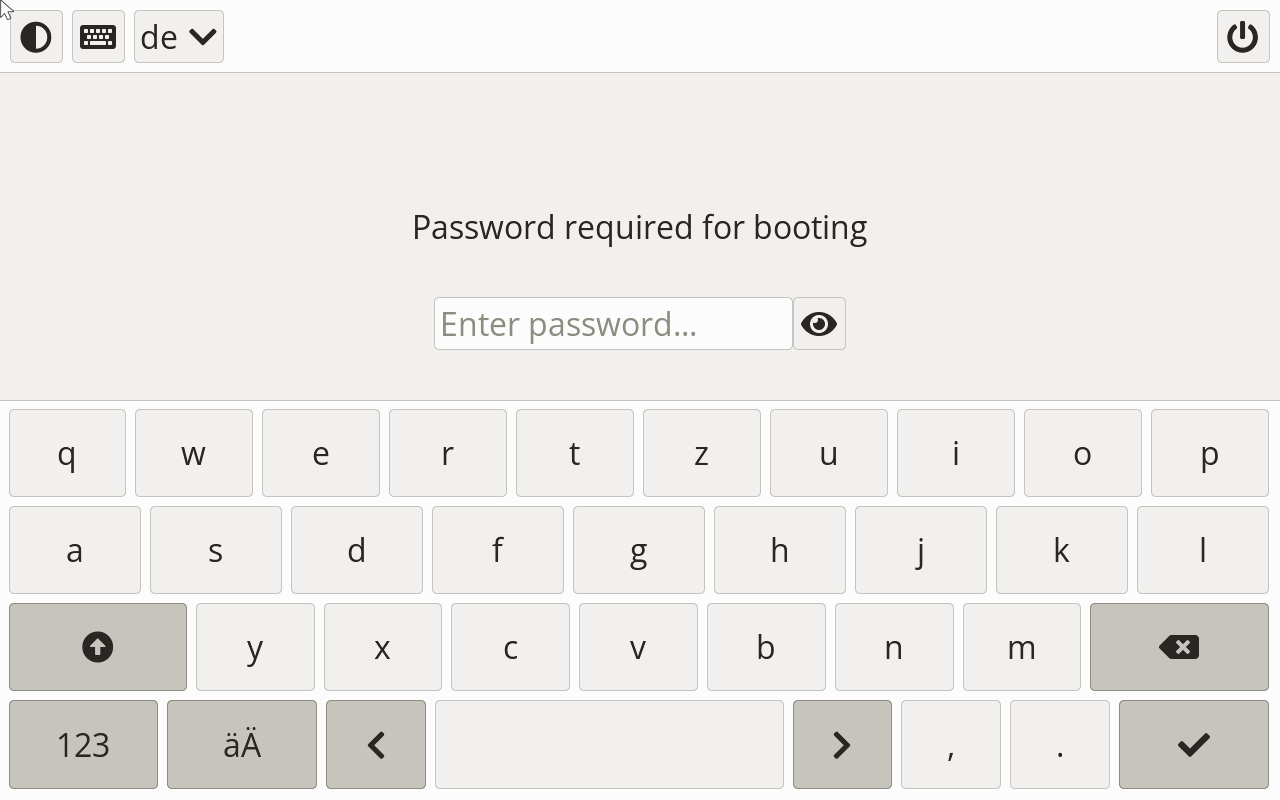 de
Password required for booting
Enter password...
q w e r t z u i o p
a s d f g h j k l
y x c v b n m
123 äÄ , .